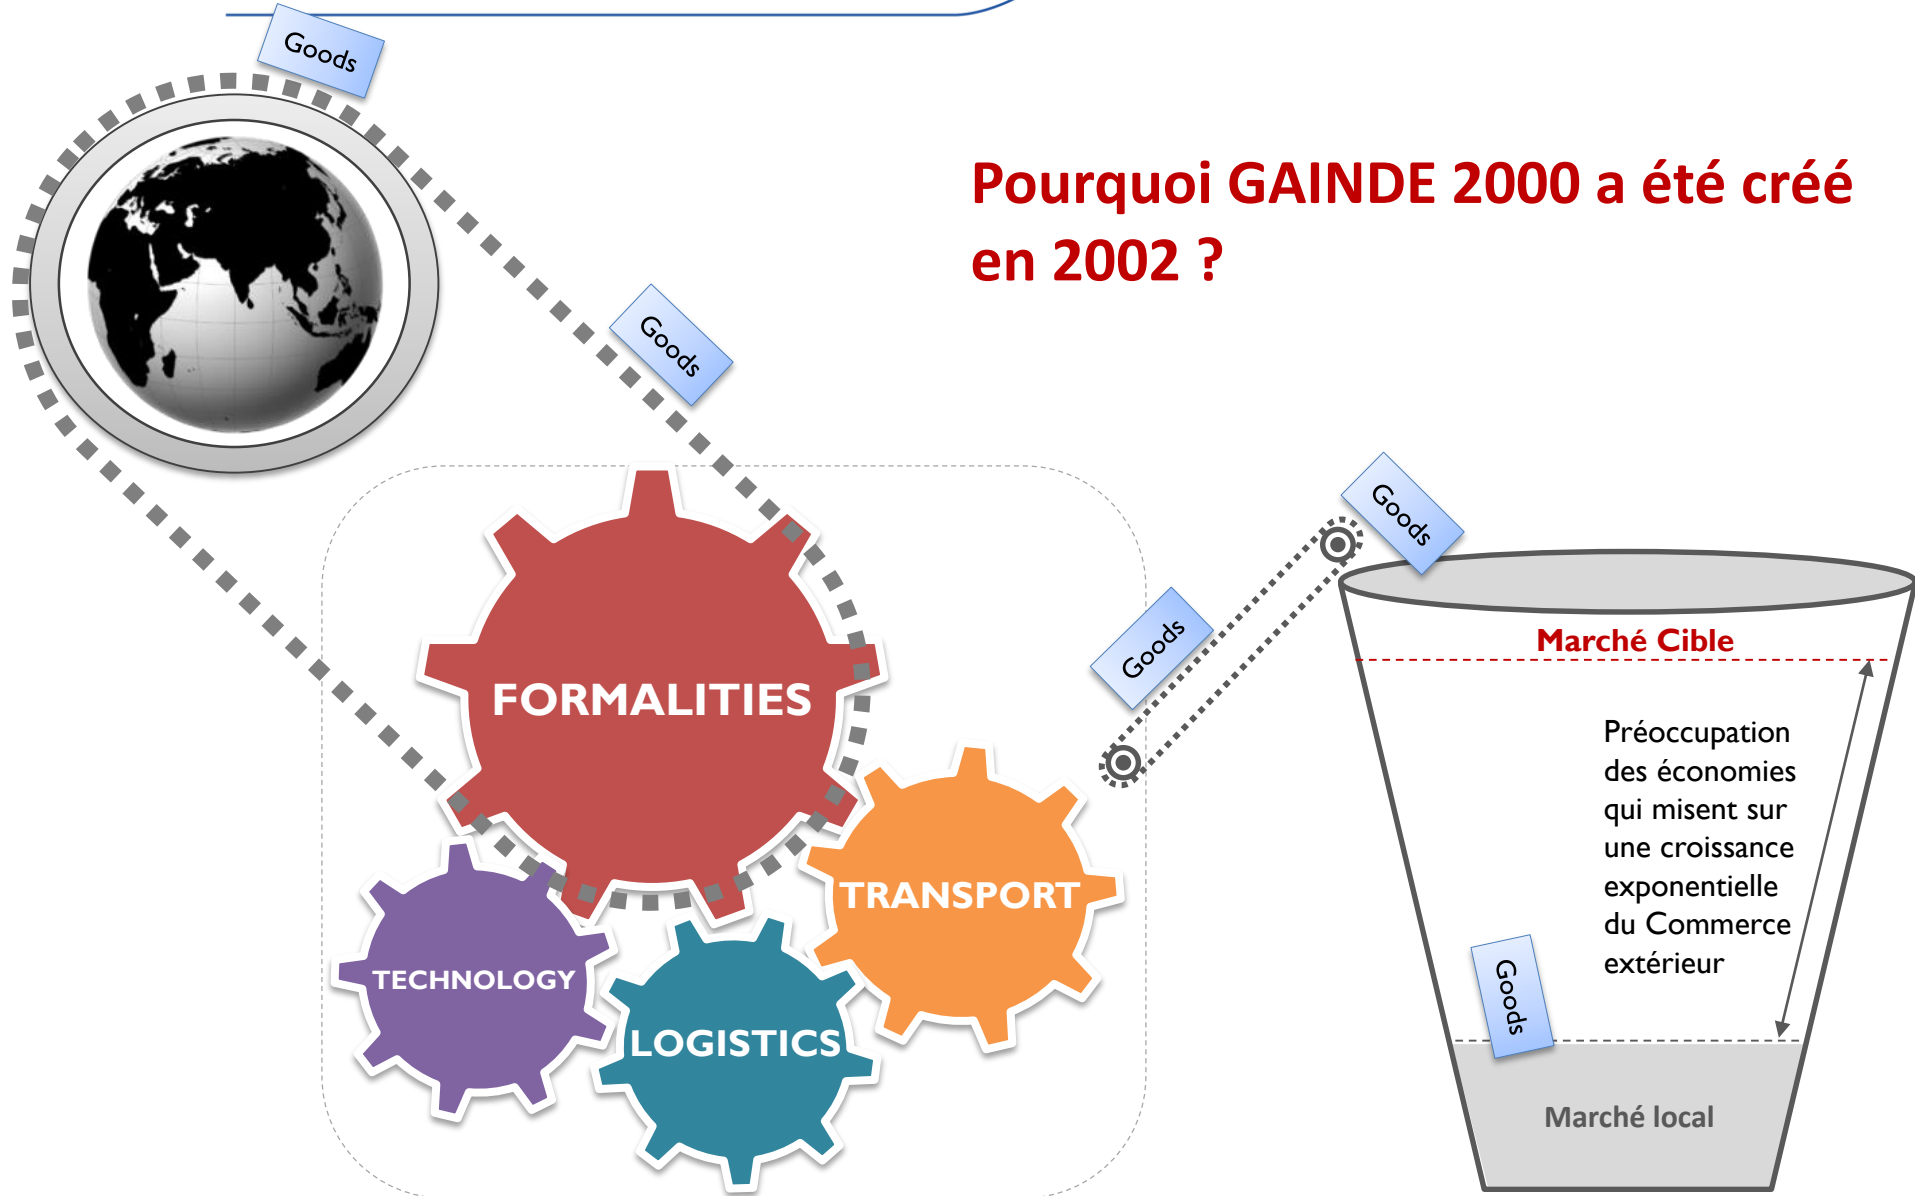 Goods
Pourquoi GAINDE 2000 a été créé
en 2002 ?
Goods
Goods
Goods
Marché Cible
FORMALITIES
Préoccupation
des économies
qui misent sur
une croissance
exponentielle
du Commerce
extérieur
TRANSPORT
TECHNOLOGY
LOGISTICS
Goods
Marché local